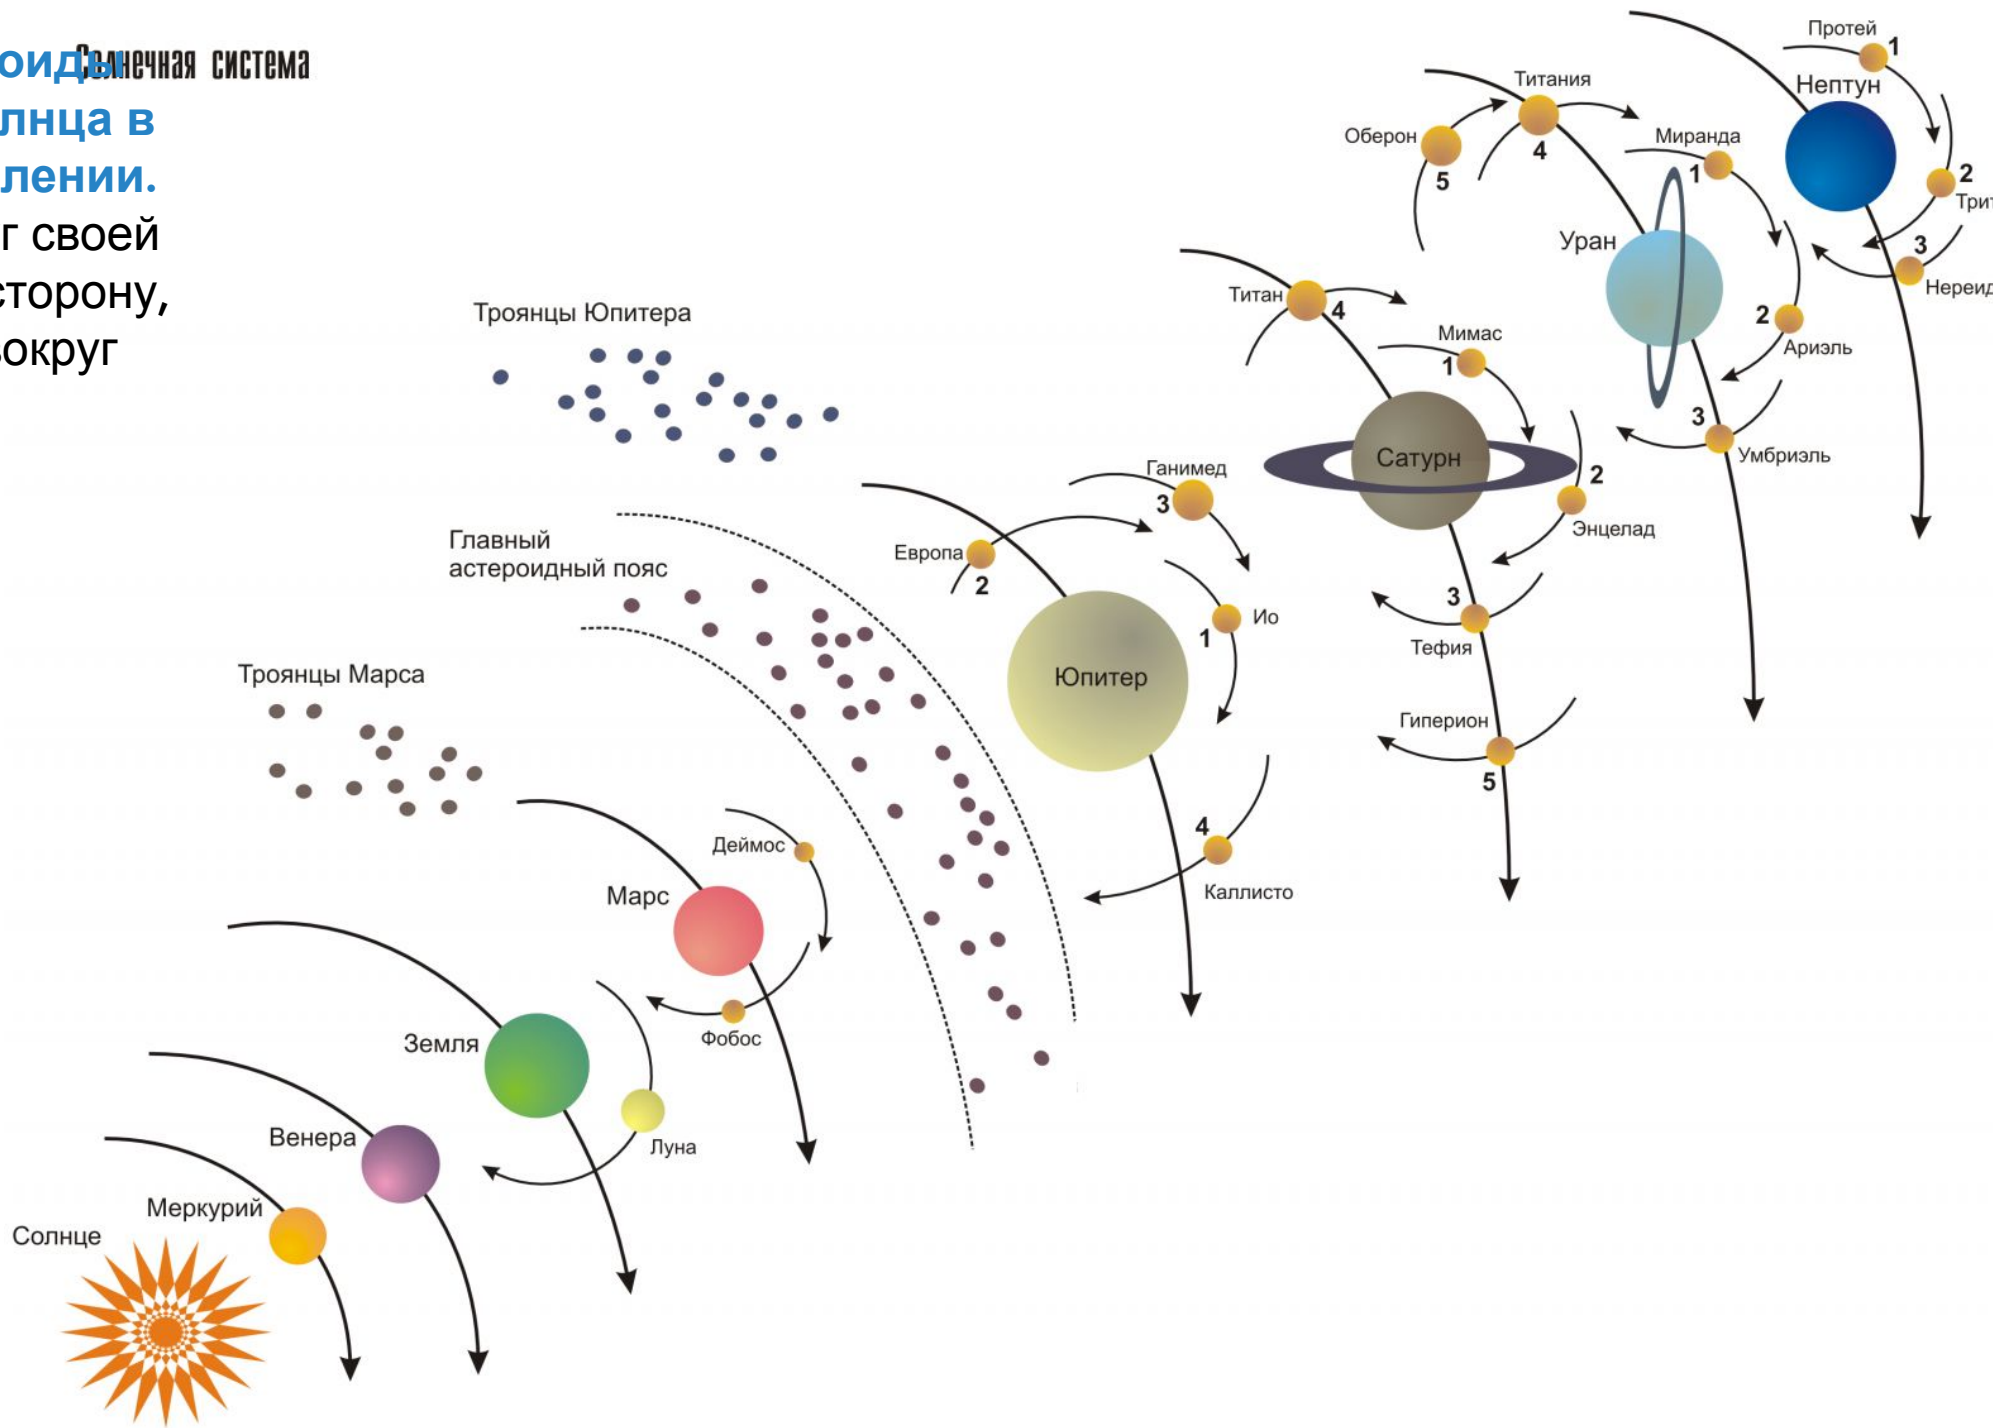 Солнечная система
оиды
лнца в
лении.
г своей
сторону,
вокруг
Протей
1
Нептун
2
Трит
3
Нереид
Титания
4
Оберон
5
Миранда
1
Уран
2
Ариэль
3
Умбриэль
Титан
4
Мимас
1
Сатурн
2
Энцелад
3
Тефия
Гиперион
5
Троянцы Юпитера
Ганимед
3
Европа
2
Ио
1
Юпитер
4
Каллисто
Главный
астероидный пояс
Троянцы Марса
Деймос
Марс
Фобос
Земля
Луна
Венера
Меркурий
Солнце